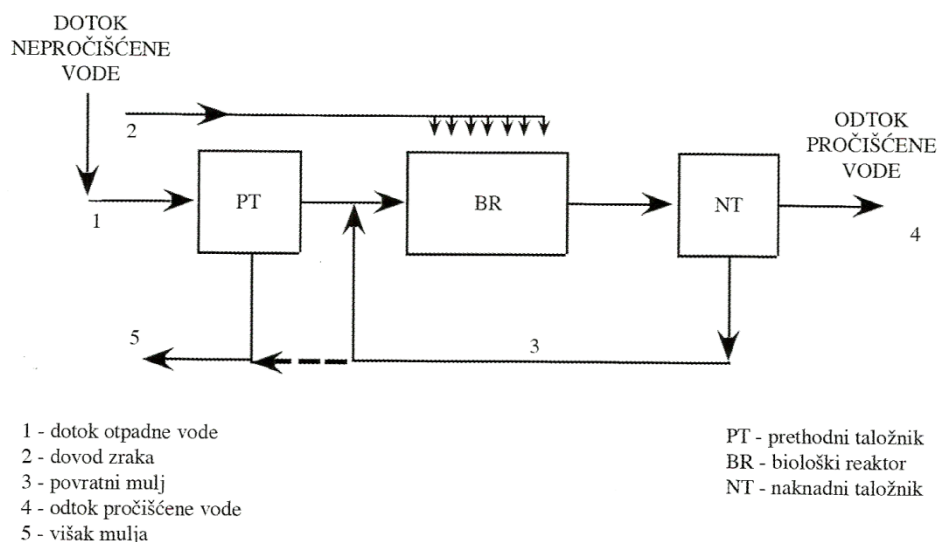 DOTOK
NEPROČIŠĆENE
VODE
2
ODTOK
PROČIŠĆENE
VODE
1
PT
BR
NT
4
5
3
1 - dotok otpadne vode
2 - dovod zraka
3 - povratni mulj
4 - odtok pročišćene vode
5 - višak mulja
PT - prethodni taložnik
BR - biološki reaktor
NT - naknadni taložnik